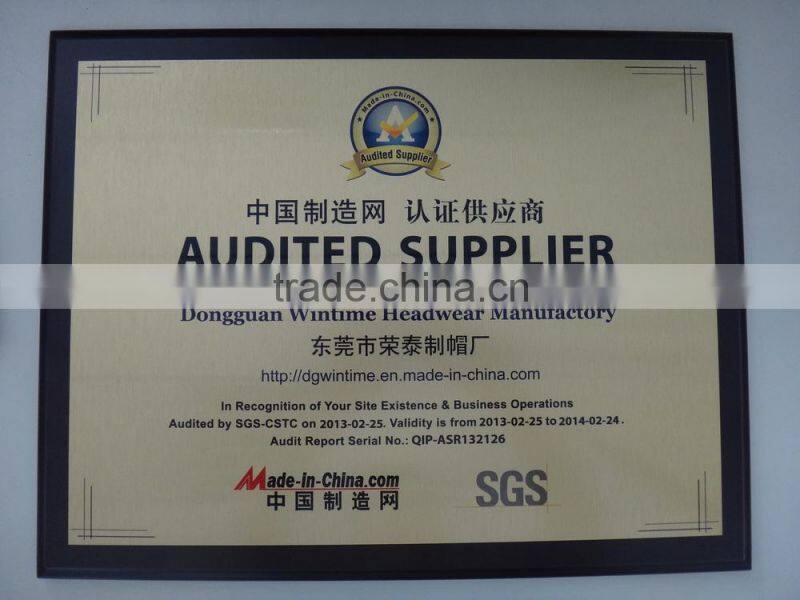 Made-in-China.com
A
Audited Supplier
中国制造网 认证供应商
AUDITED SUPPLIER
trade.china.cn
Dongguan Wintime Headwear Manufactory
东莞市荣泰制帽厂
http://dgwintime.en.made-in-china.com
In Recognition of Your Site Existence & Business Operations
Audited by SGS-CSTC on 2013-02-25. Validity is from 2013-02-25 to 2014-02-24.
Audit Report Serial No.: QIP-ASR132126
Made-in-China.com
中国制造网
SGS